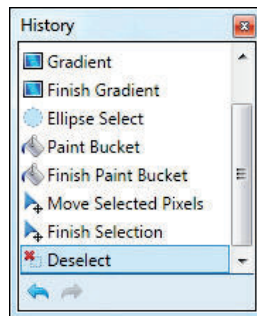 History
Gradient
Finish Gradient
Ellipse Select
Paint Bucket
Finish Paint Bucket
Move Selected Pixels
Finish Selection
Deselect